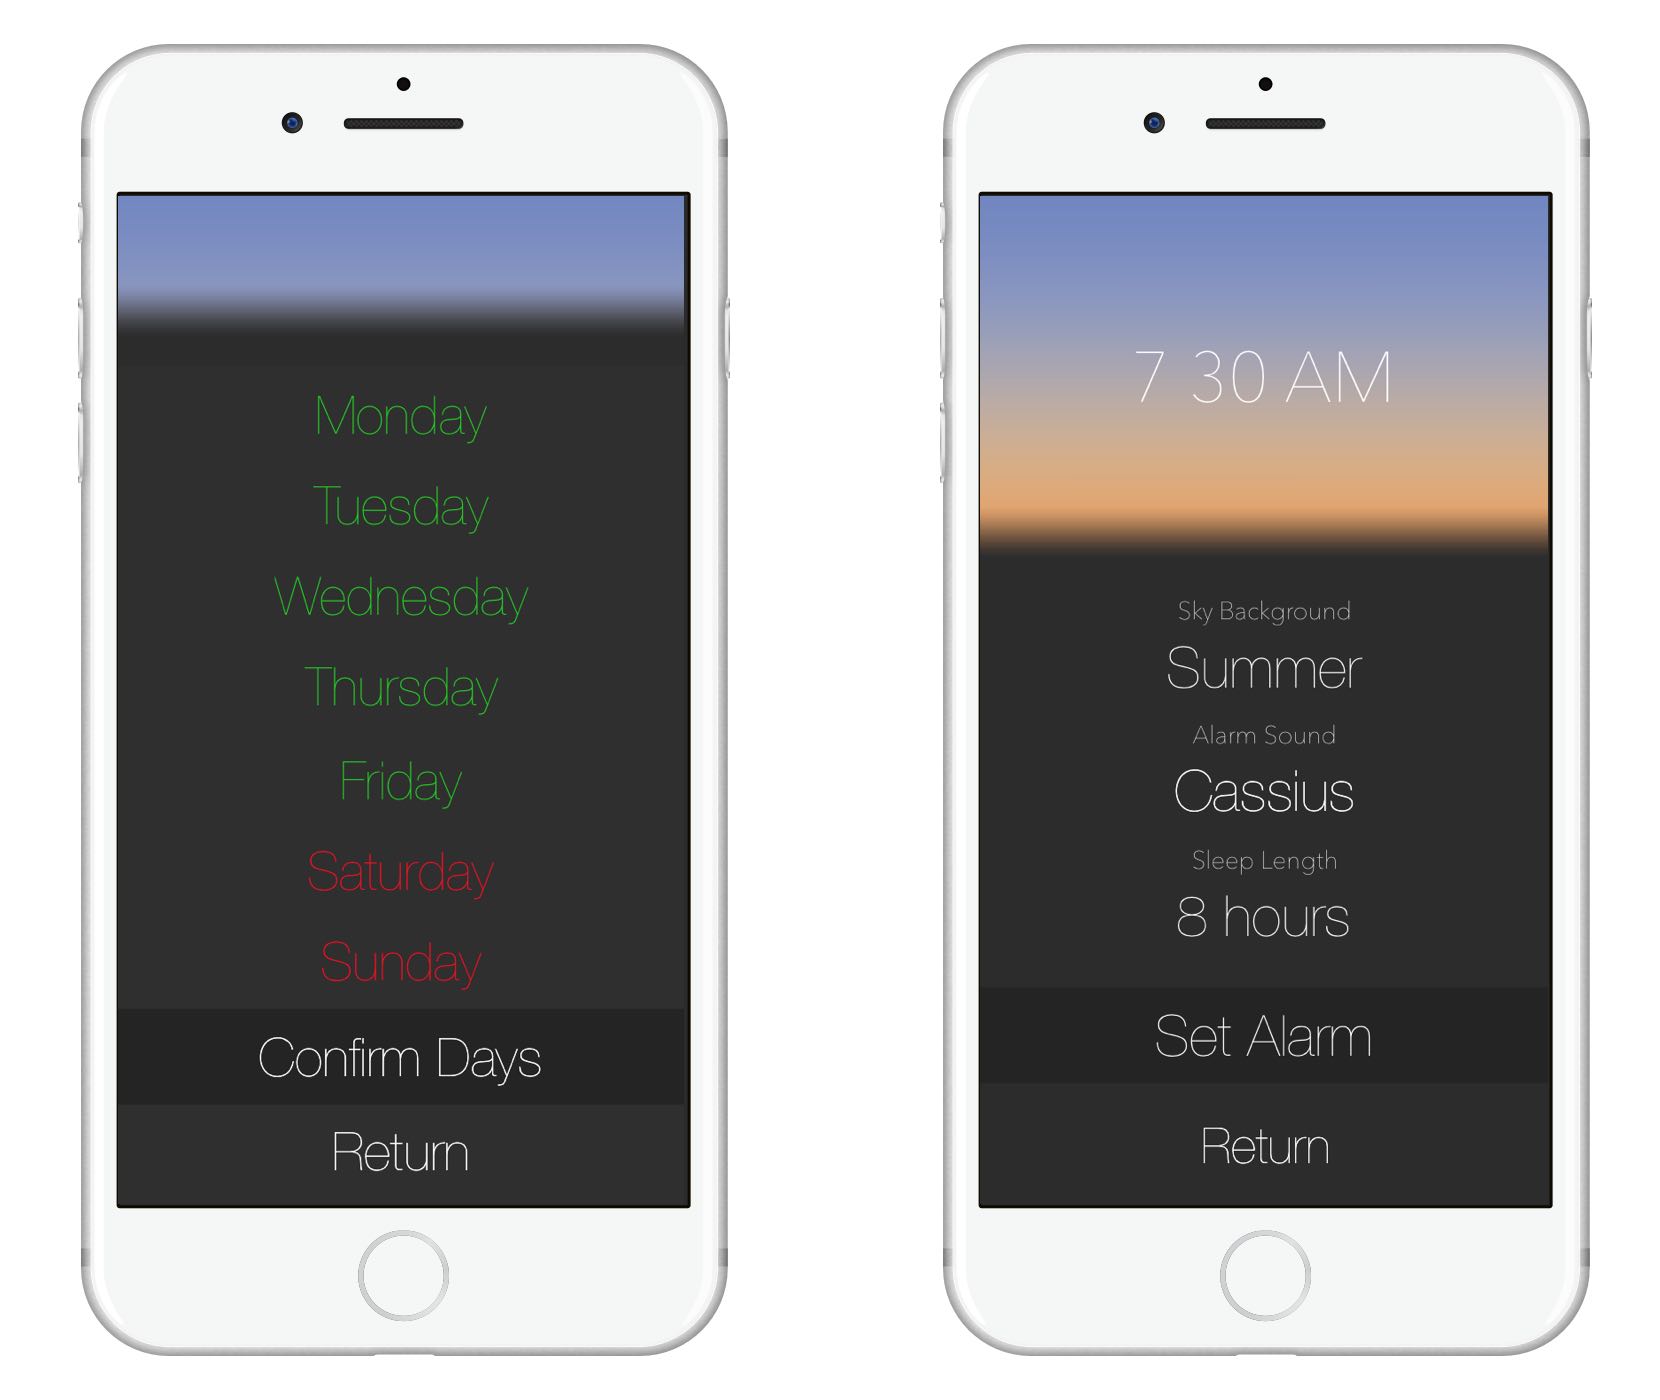 Monday
Tuesday
Wednesday
Thursday
Friday
Saturday
Sunday
Confirm Days
Return
7 30 AM
Sky Background
Summer
Alarm Sound
Cassius
Sleep Length
8 hours
Set Alarm
Return